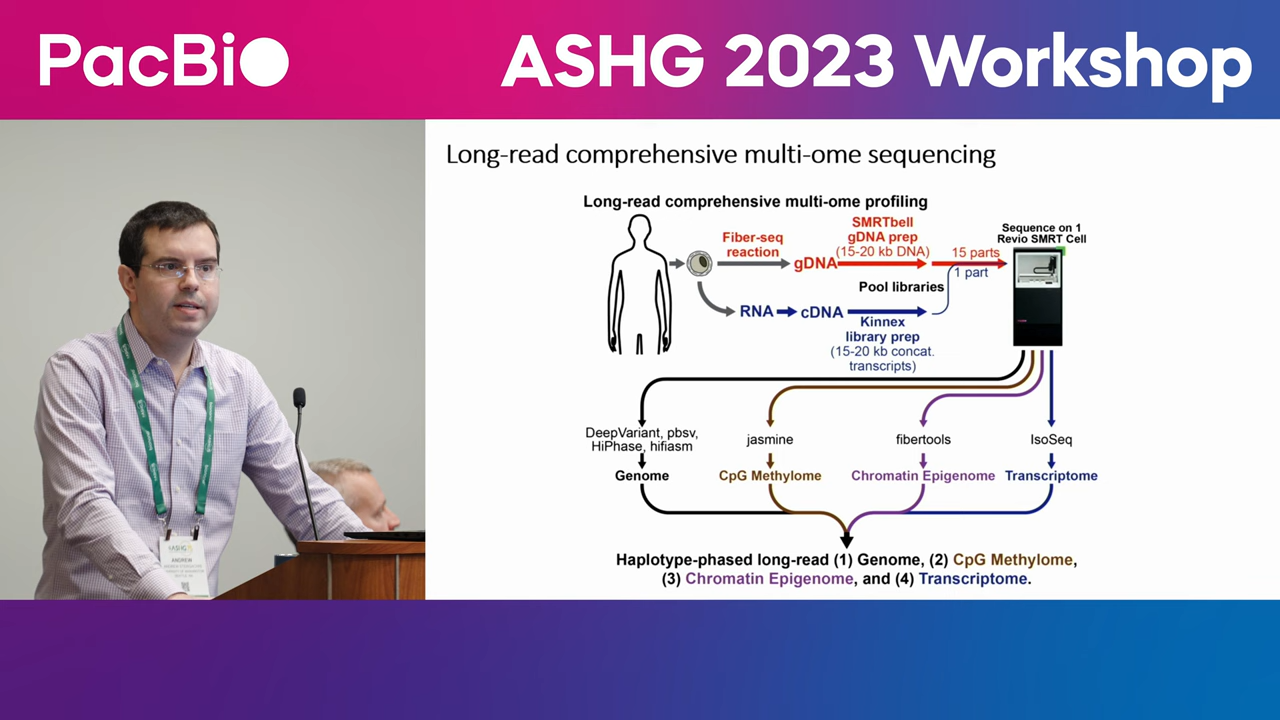 PacBio
ASHG 2023 Workshop
Long-read comprehensive multi-ome sequencing
Long-read comprehensive multi-ome profiling
Fiber-seq
reaction
gDNA
SMRTbell
gDNA prep
(15-20 kb DNA)
15 parts
1 part
Pool libraries
Sequence on 1
Revio SMRT Cell
RNA
cDNA
Kinnex
library prep
(15-20 kb concat.
transcripts)
DeepVariant, pbsv,
HiPhase, hifiasm
jasmine
fibertools
IsoSeq
Genome
CpG Methylome
Chromatin Epigenome
Transcriptome
Haplotype-phased long-read (1) Genome, (2) CpG Methylome,
(3) Chromatin Epigenome, and (4) Transcriptome.
ASHG
ANDREW